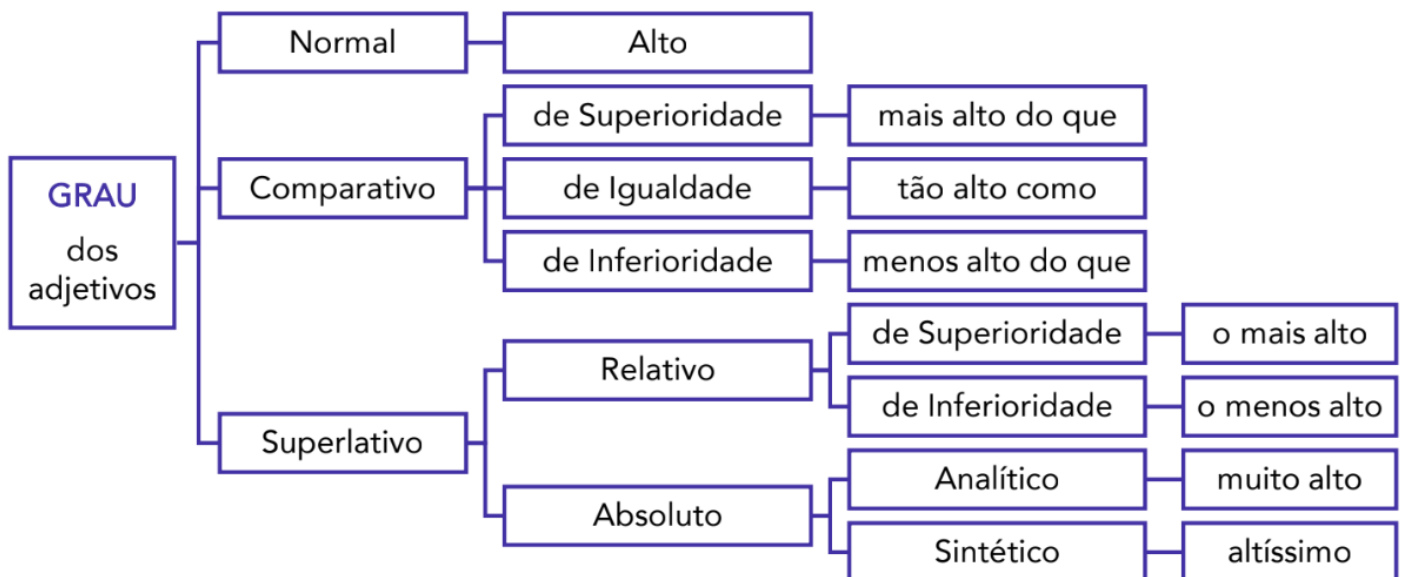 GRAU
dos
adjetivos
Normal
Alto
Comparativo
de Superioridade
mais alto do que
de Igualdade
tão alto como
de Inferioridade
menos alto do que
Superlativo
Relativo
de Superioridade
o mais alto
de Inferioridade
o menos alto
Absoluto
Analítico
muito alto
Sintético
altíssimo